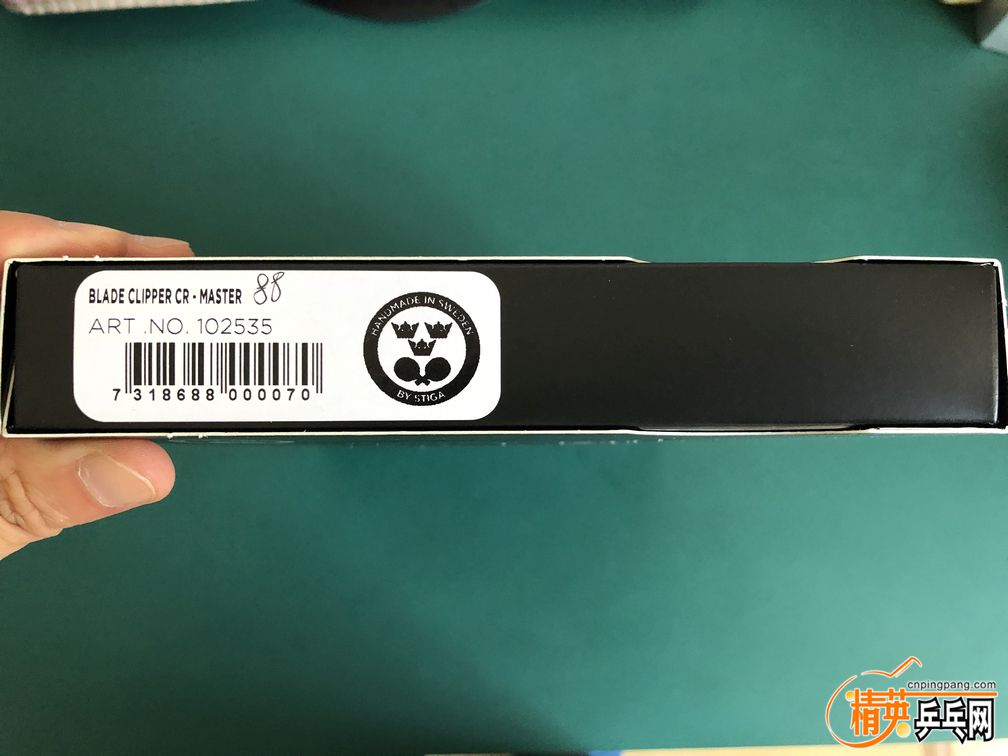 BLADE CLIPPER CR - MASTER 88
ART .NO. 102535
7 318688 000070
HANDMADE IN SWEDEN
BY STIGA
cnpingpang.com
精英乒乓网